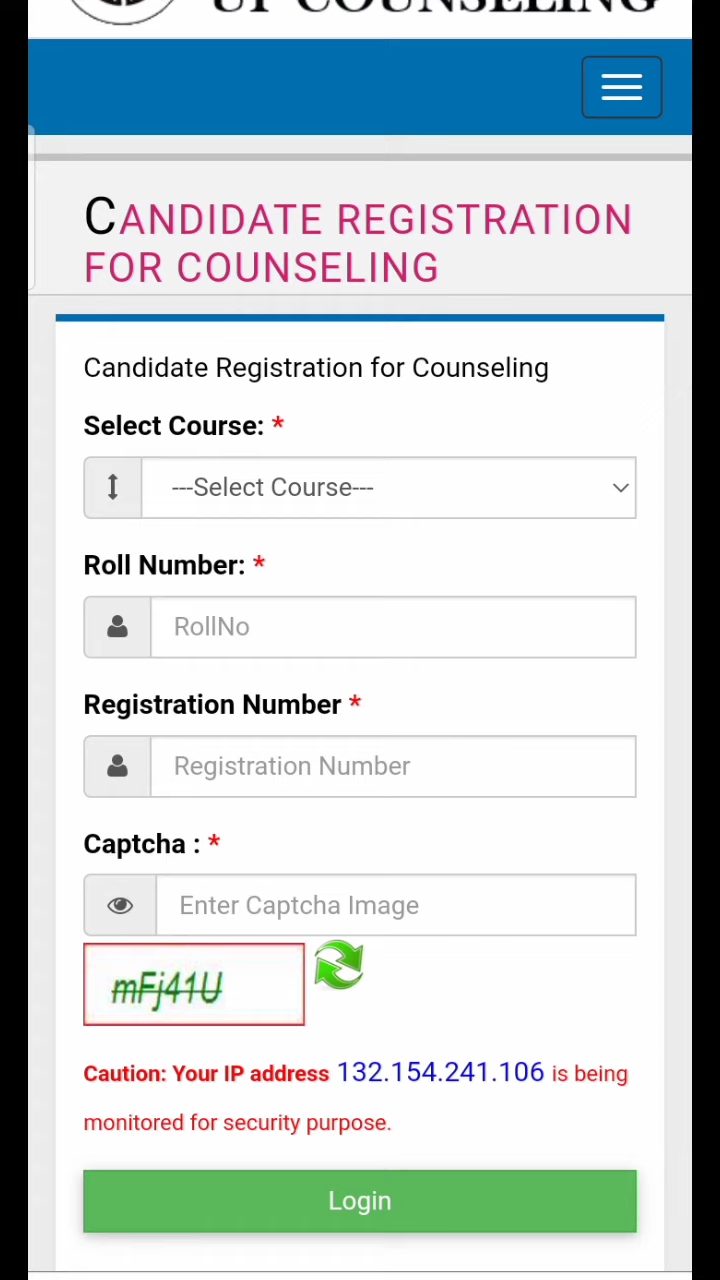 UP COUNSELING
CANDIDATE REGISTRATION
FOR COUNSELING
Candidate Registration for Counseling
Select Course: *
---Select Course---
Roll Number: *
RollNo
Registration Number *
Registration Number
Captcha : *
Enter Captcha Image
mFj41U
Caution: Your IP address 132.154.241.106 is being
monitored for security purpose.
Login